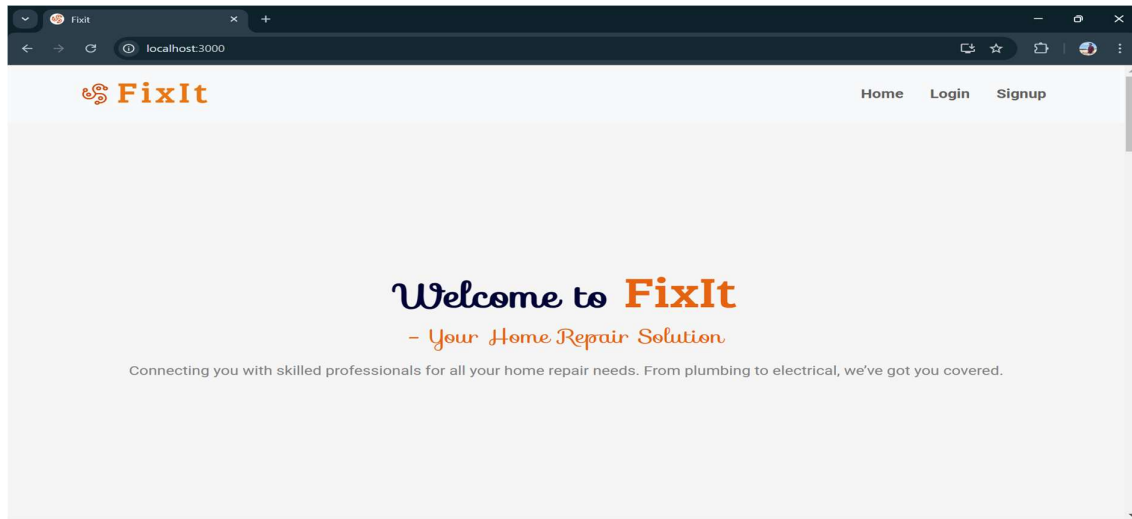 Fixit
localhost:3000
FixIt
Home Login Signup
Welcome to FixIt
- Your Home Repair Solution
Connecting you with skilled professionals for all your home repair needs. From plumbing to electrical, we've got you covered.